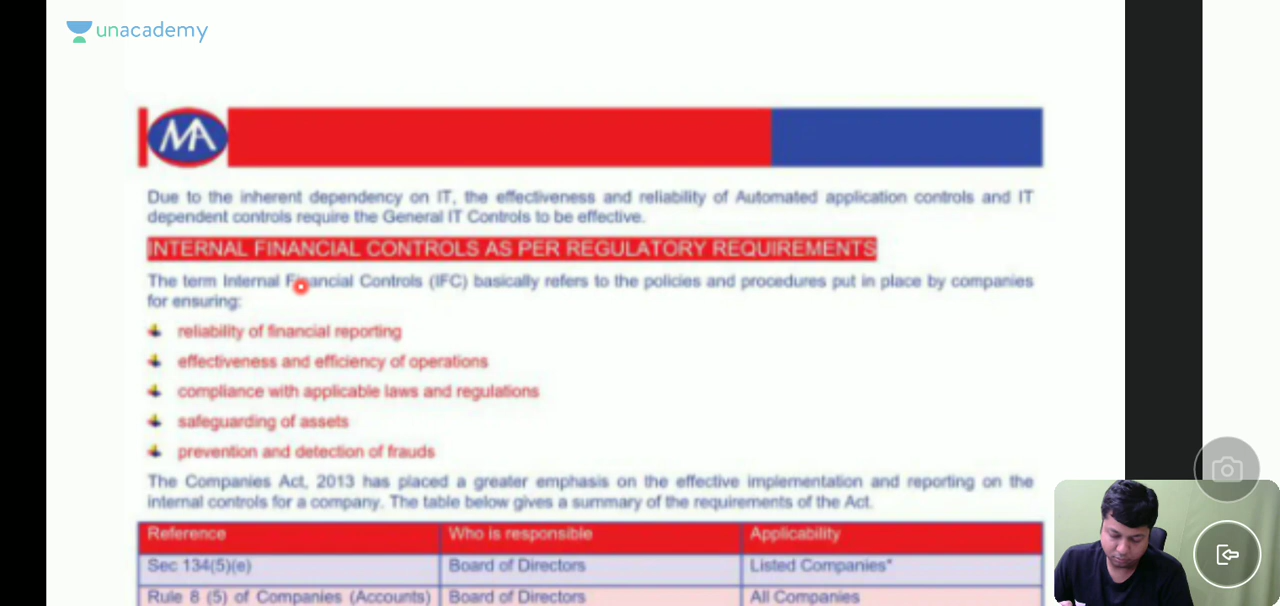 unacademy
MA
Due to the inherent dependency on IT, the effectiveness and reliability of Automated application controls and IT
dependent controls require the General IT Controls to be effective.
INTERNAL FINANCIAL CONTROLS AS PER REGULATORY REQUIREMENTS
The term Internal Financial Controls (IFC) basically refers to the policies and procedures put in place by companies
for ensuring:
reliability of financial reporting
effectiveness and efficiency of operations
compliance with applicable laws and regulations
safeguarding of assets
prevention and detection of frauds
The Companies Act, 2013 has placed a greater emphasis on the effective implementation and reporting on the
internal controls for a company. The table below gives a summary of the requirements of the Act.
Reference Who is responsible Applicability
Sec 134(5)(e) Board of Directors Listed Companies*
Rule 8 (5) of Companies (Accounts) Board of Directors All Companies